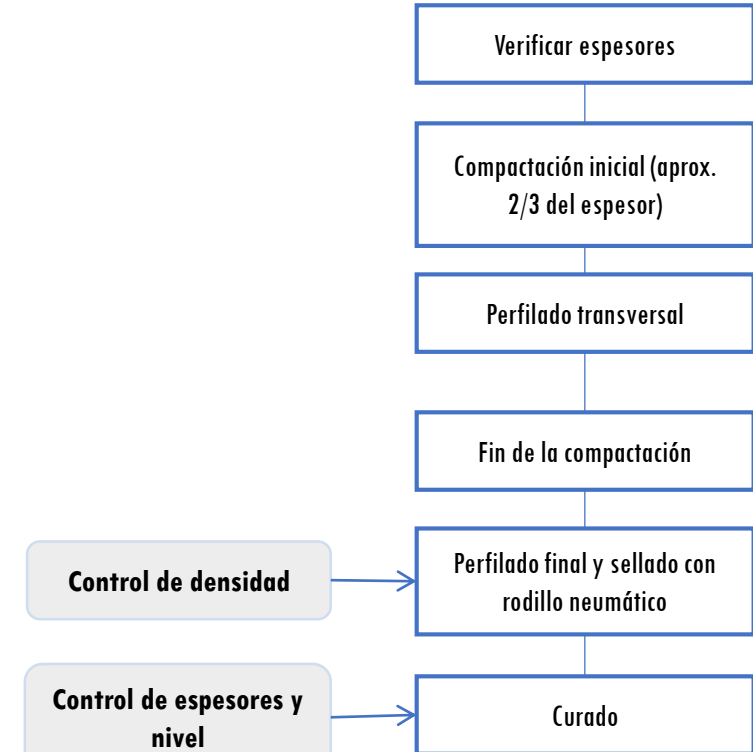 Verificar espesores
Compactación inicial (aprox.
2/3 del espesor)
Perfilado transversal
Fin de la compactación
Control de densidad
Perfilado final y sellado con
rodillo neumático
Control de espesores y
nivel
Curado